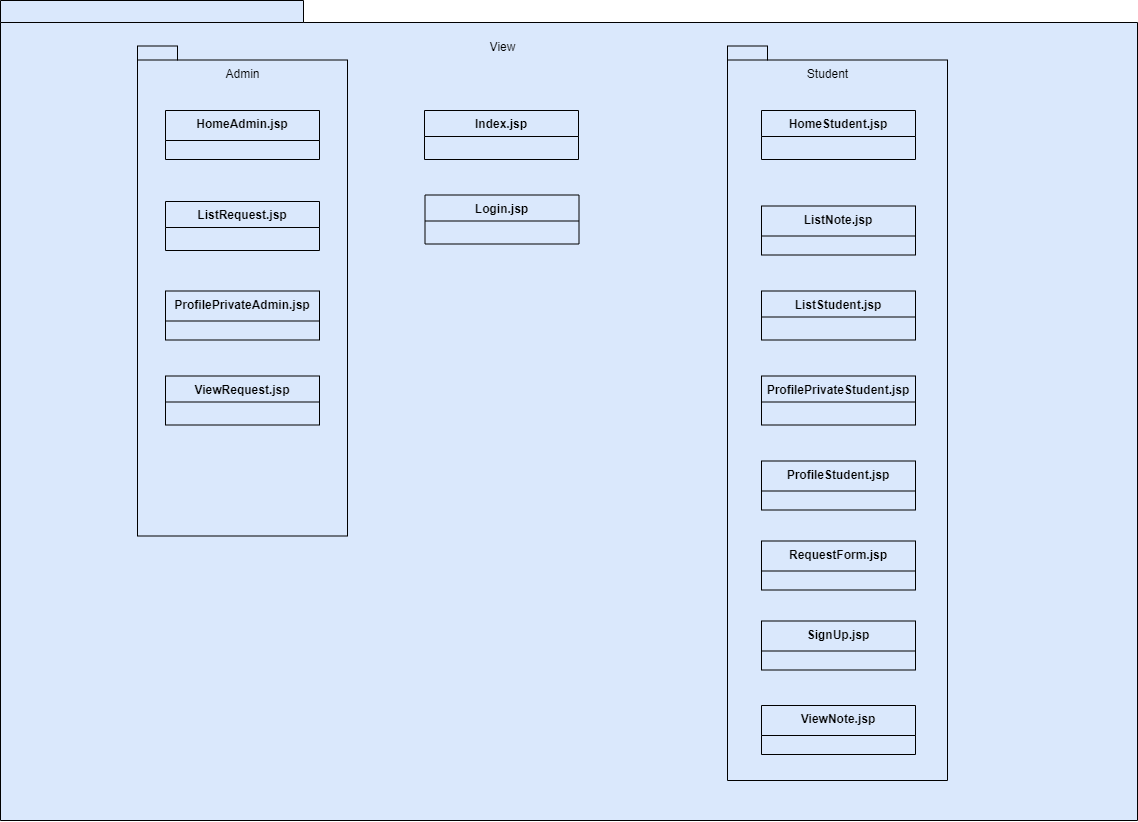 View
Admin
HomeAdmin.jsp
ListRequest.jsp
ProfilePrivateAdmin.jsp
ViewRequest.jsp
Index.jsp
Login.jsp
Student
HomeStudent.jsp
ListNote.jsp
ListStudent.jsp
ProfilePrivateStudent.jsp
ProfileStudent.jsp
RequestForm.jsp
SignUp.jsp
ViewNote.jsp